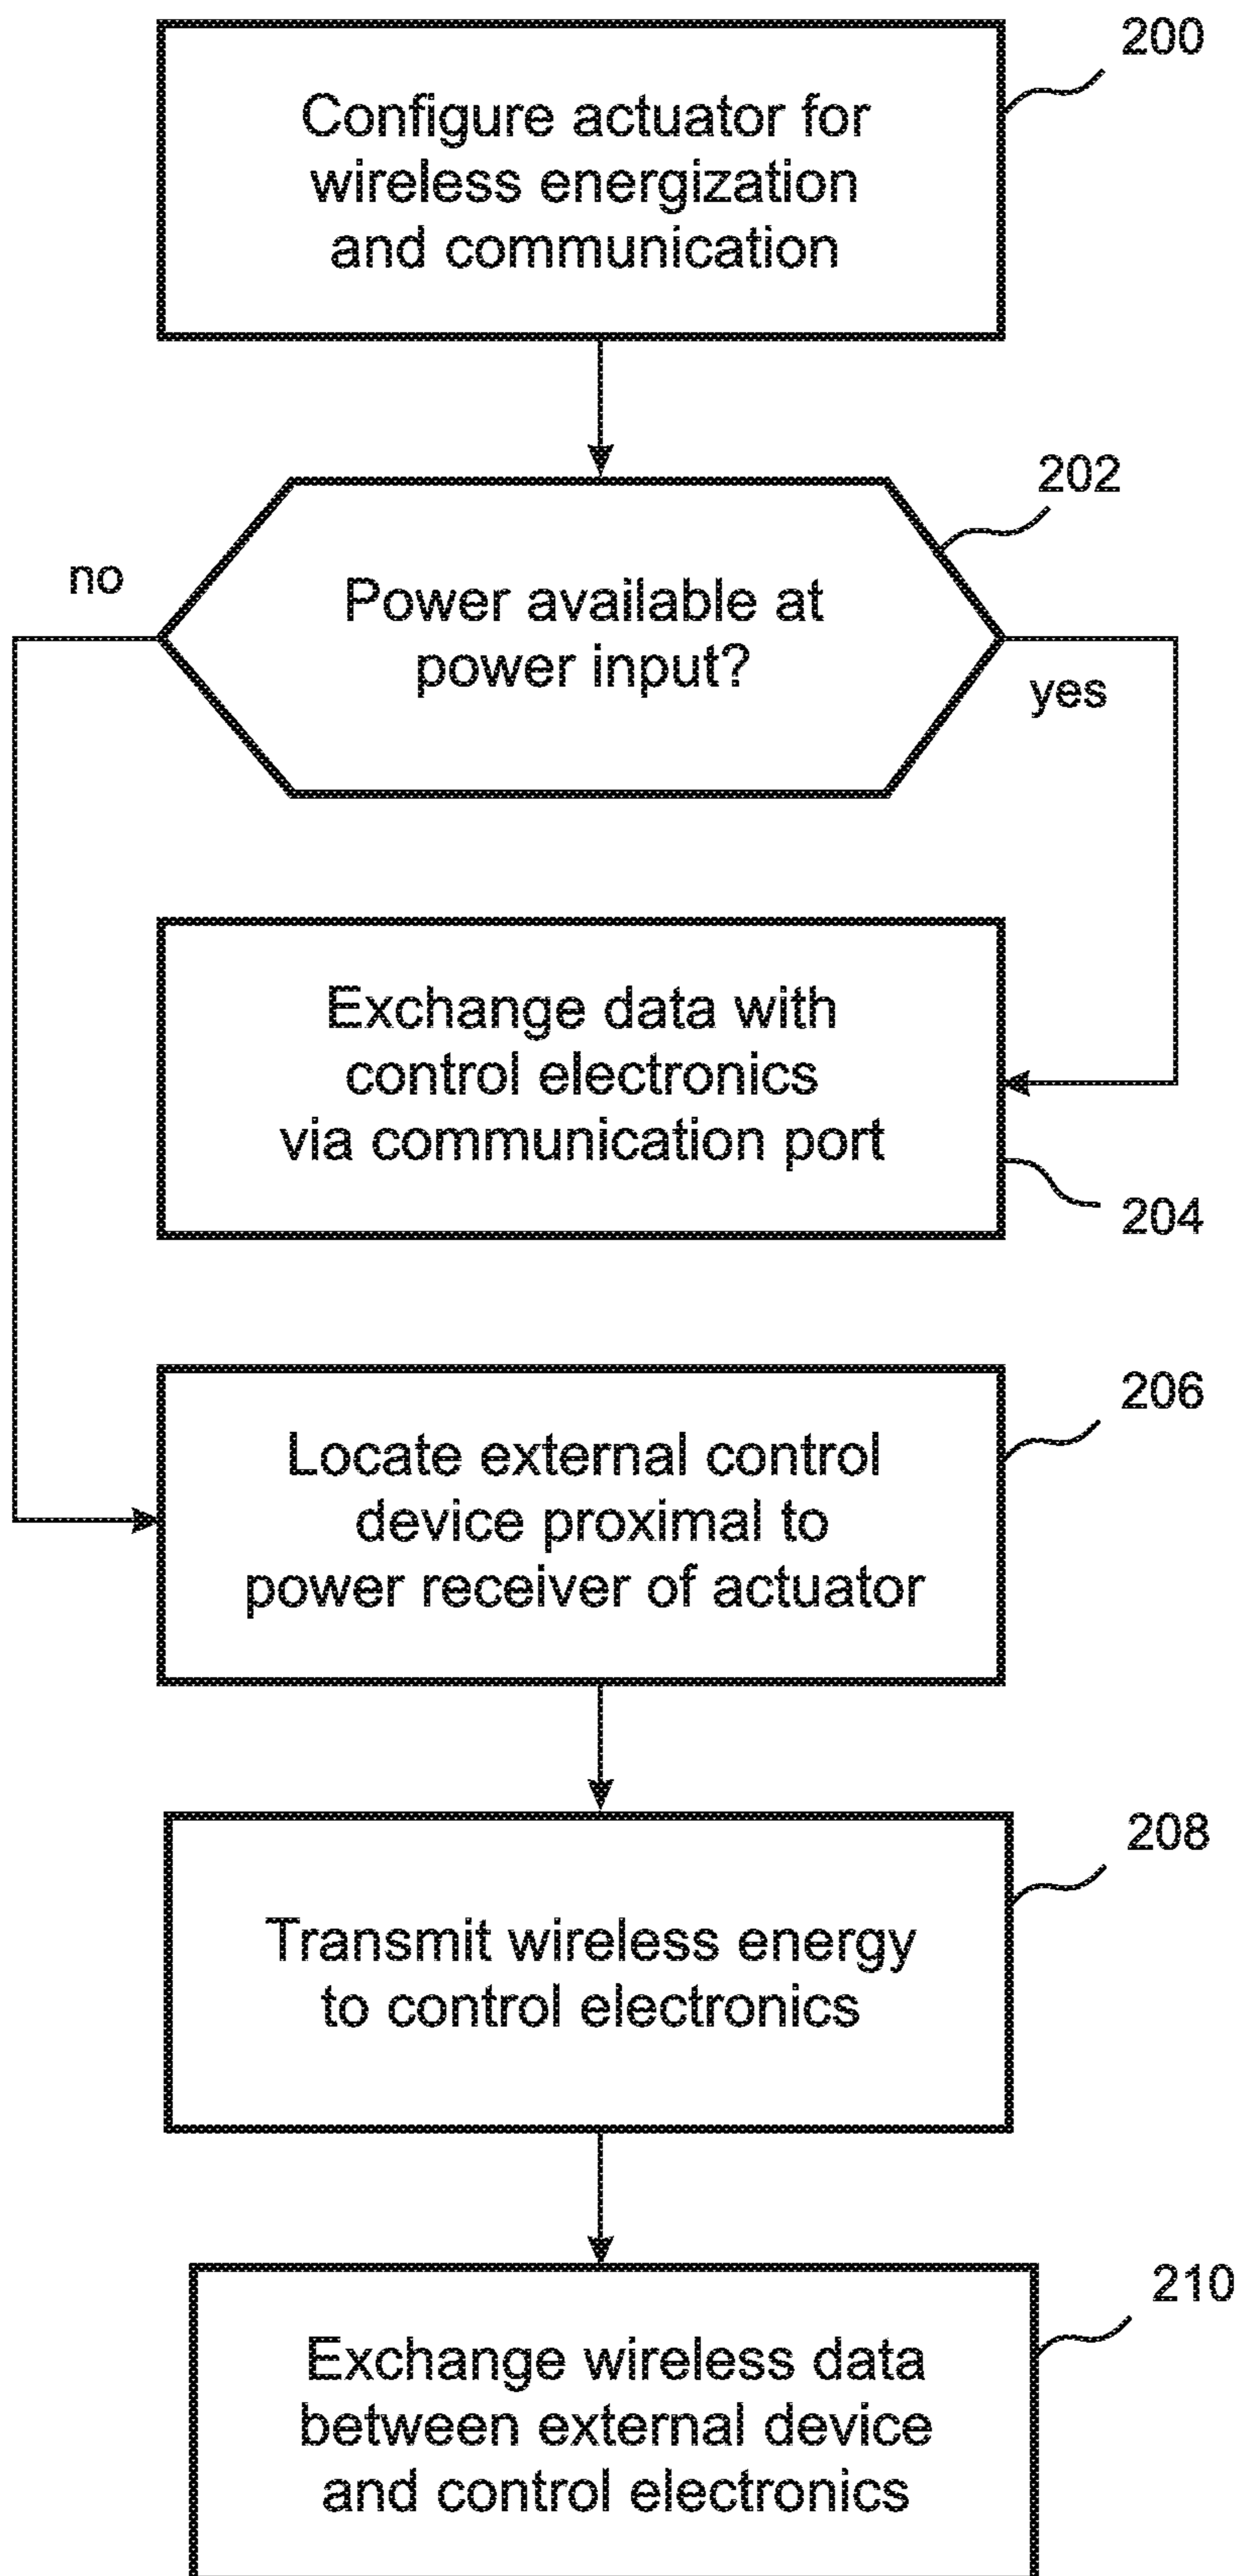 200
Configure actuator for
wireless energization
and communication
202
no
Power available at
power input?
yes
Exchange data with
control electronics
via communication port
204
206
Locate external control
device proximal to
power receiver of actuator
208
Transmit wireless energy
to control electronics
210
Exchange wireless data
between external device
and control electronics